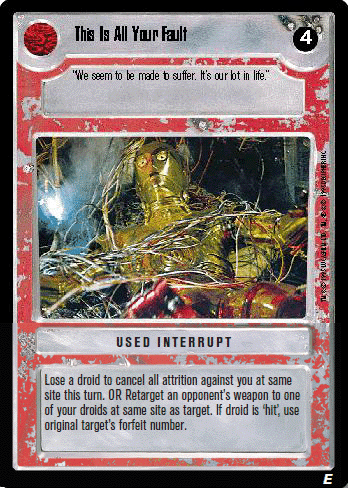 This Is All Your Fault
4
"We seem to be made to suffer. It's our lot in life."
USED INTERRUPT
Lose a droid to cancel all attrition against you at same
site this turn. OR Retarget an opponent's weapon to one
of your droids at same site as target. If droid is 'hit', use
original target's forfeit number.
E